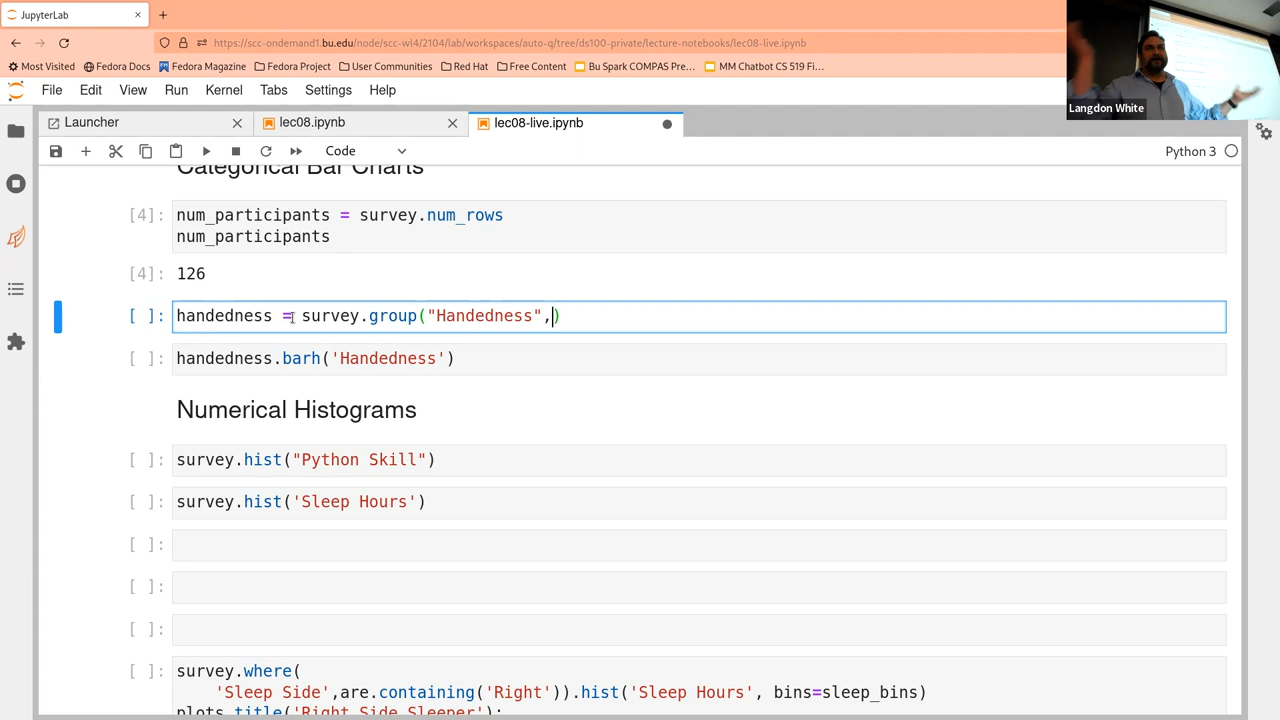 JupyterLab
https://scc-ondemand1.bu.edu/node/scc-wl4/2104/lab/workspaces/auto-q/tree/ds100-private/lecture-notebooks/lec08-live.ipynb
Most Visited Fedora Docs Fedora Magazine Fedora Project User Communities Red Hat Free Content Bu Spark COMPAS Pre… MM Chatbot CS 519 Fi…
Langdon White
File Edit View Run Kernel Tabs Settings Help
Launcher lec08.ipynb lec08-live.ipynb
Code Python 3
Categorical Bar Charts
[4]: num_participants = survey.num_rows
num_participants
[4]: 126
[ ]: handedness = survey.group("Handedness",)
[ ]: handedness.barh('Handedness')
Numerical Histograms
[ ]: survey.hist("Python Skill")
[ ]: survey.hist('Sleep Hours')
[ ]:
[ ]:
[ ]:
[ ]: survey.where(
'Sleep Side',are.containing('Right')).hist('Sleep Hours', bins=sleep_bins)
plots.title('Right Side Sleeper');